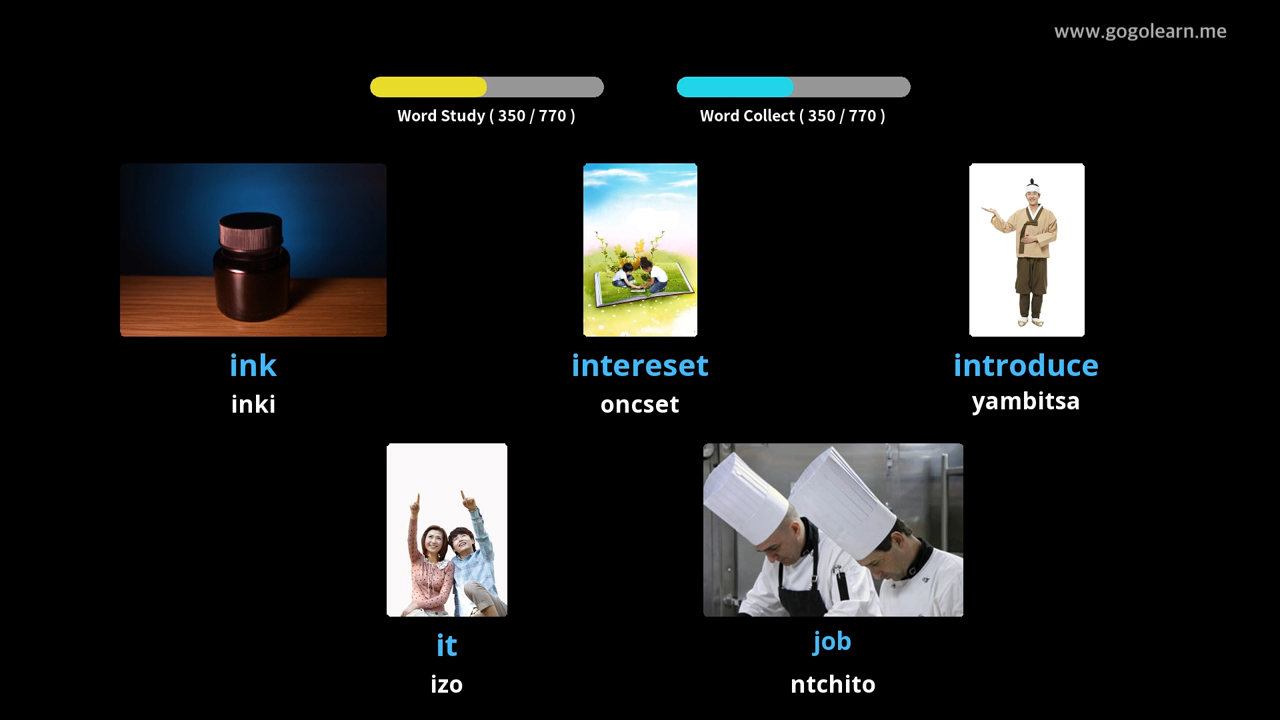 www.gogolearn.me
Word Study ( 350 / 770 )
Word Collect ( 350 / 770 )
ink
inki
intereset
oncset
introduce
yambitsa
it
izo
job
ntchito